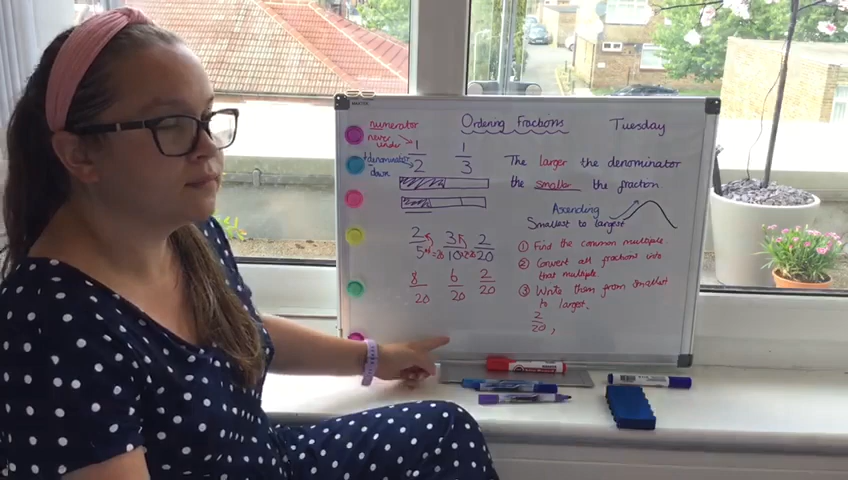 Ordering Fractions
Tuesday
numerator
never
under
1/2 1/3
denominator
down
The larger the denominator
the smaller the fraction
Ascending
Smallest to largest
2/5 3/10 2/20
8/20 6/20 2/20
① Find the common multiple.
② Convert all fractions into
that multiple.
③ Write them from smallest
to largest.
2/20,